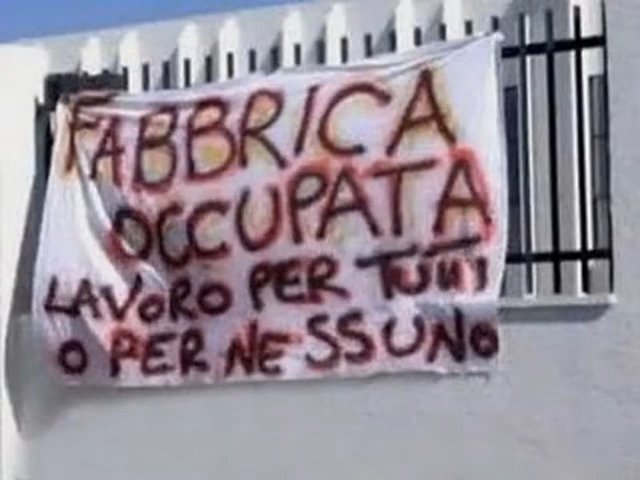 FABBRICA
OCCUPATA
LAVORO PER TUTTI
O PER NESSUNO